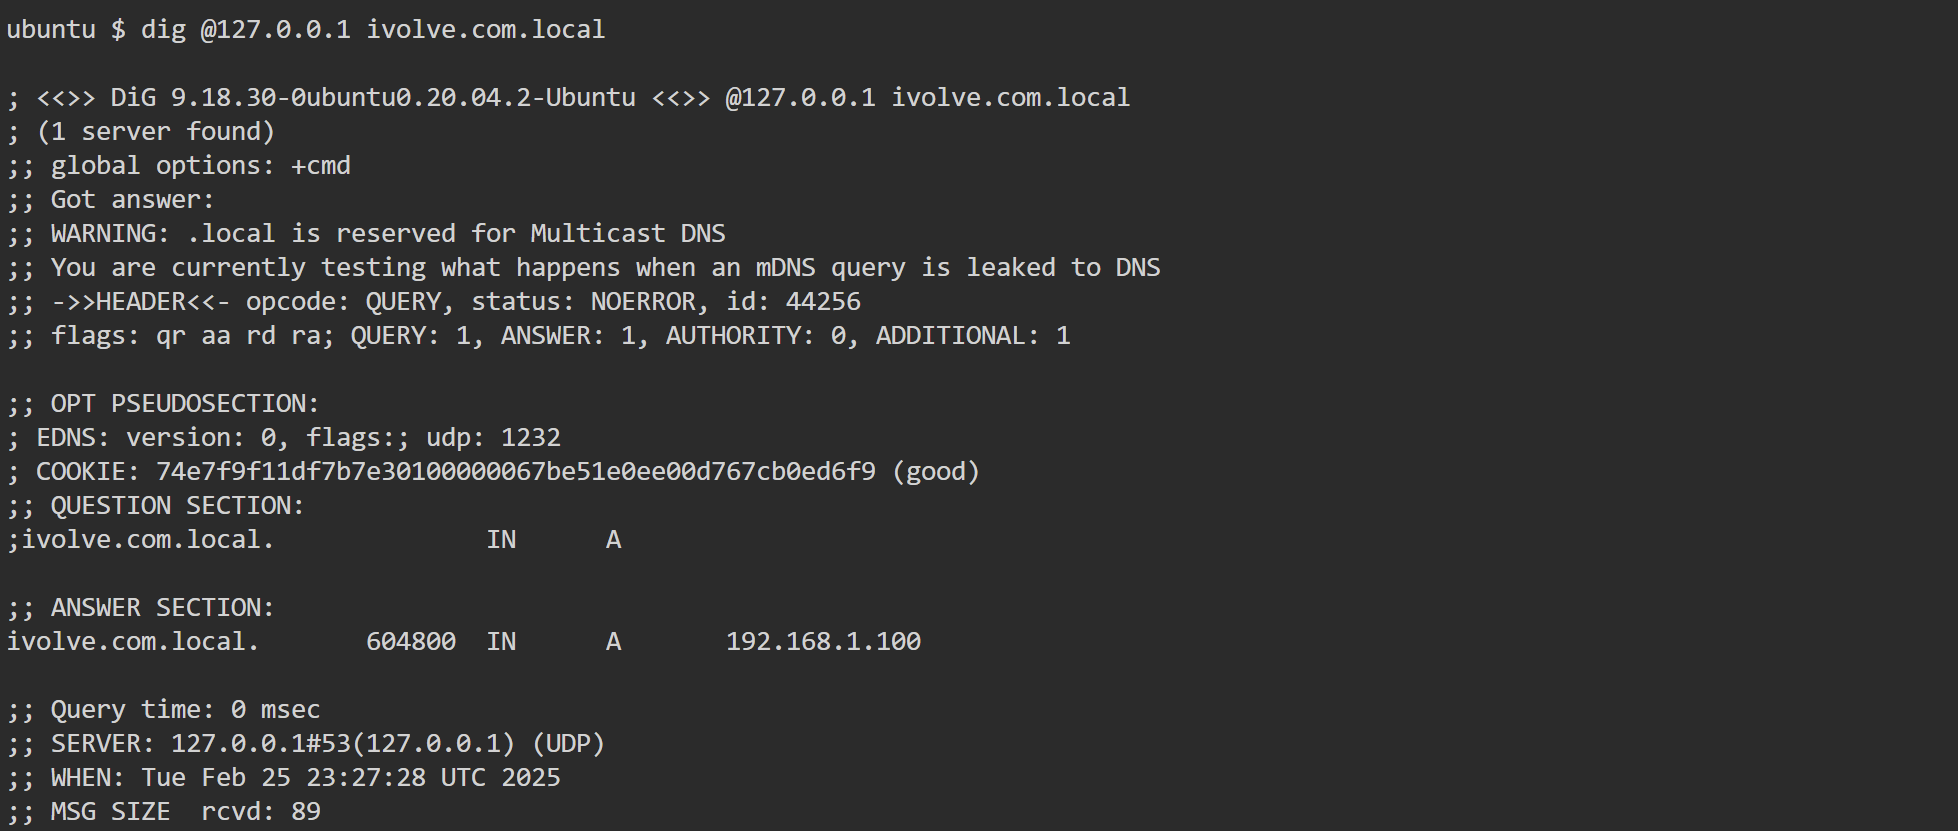 ubuntu $ dig @127.0.0.1 ivolve.com.local
; <<>> DiG 9.18.30-0ubuntu0.20.04.2-Ubuntu <<>> @127.0.0.1 ivolve.com.local
; (1 server found)
;; global options: +cmd
;; Got answer:
;; WARNING: .local is reserved for Multicast DNS
;; You are currently testing what happens when an mDNS query is leaked to DNS
;; ->>HEADER<<- opcode: QUERY, status: NOERROR, id: 44256
;; flags: qr aa rd ra; QUERY: 1, ANSWER: 1, AUTHORITY: 0, ADDITIONAL: 1
;; OPT PSEUDOSECTION:
; EDNS: version: 0, flags:; udp: 1232
; COOKIE: 74e7f9f11df7b7e30100000067be51e0ee00d767cb0ed6f9 (good)
;; QUESTION SECTION:
;ivolve.com.local. IN A
;; ANSWER SECTION:
ivolve.com.local. 604800 IN A 192.168.1.100
;; Query time: 0 msec
;; SERVER: 127.0.0.1#53(127.0.0.1) (UDP)
;; WHEN: Tue Feb 25 23:27:28 UTC 2025
;; MSG SIZE rcvd: 89